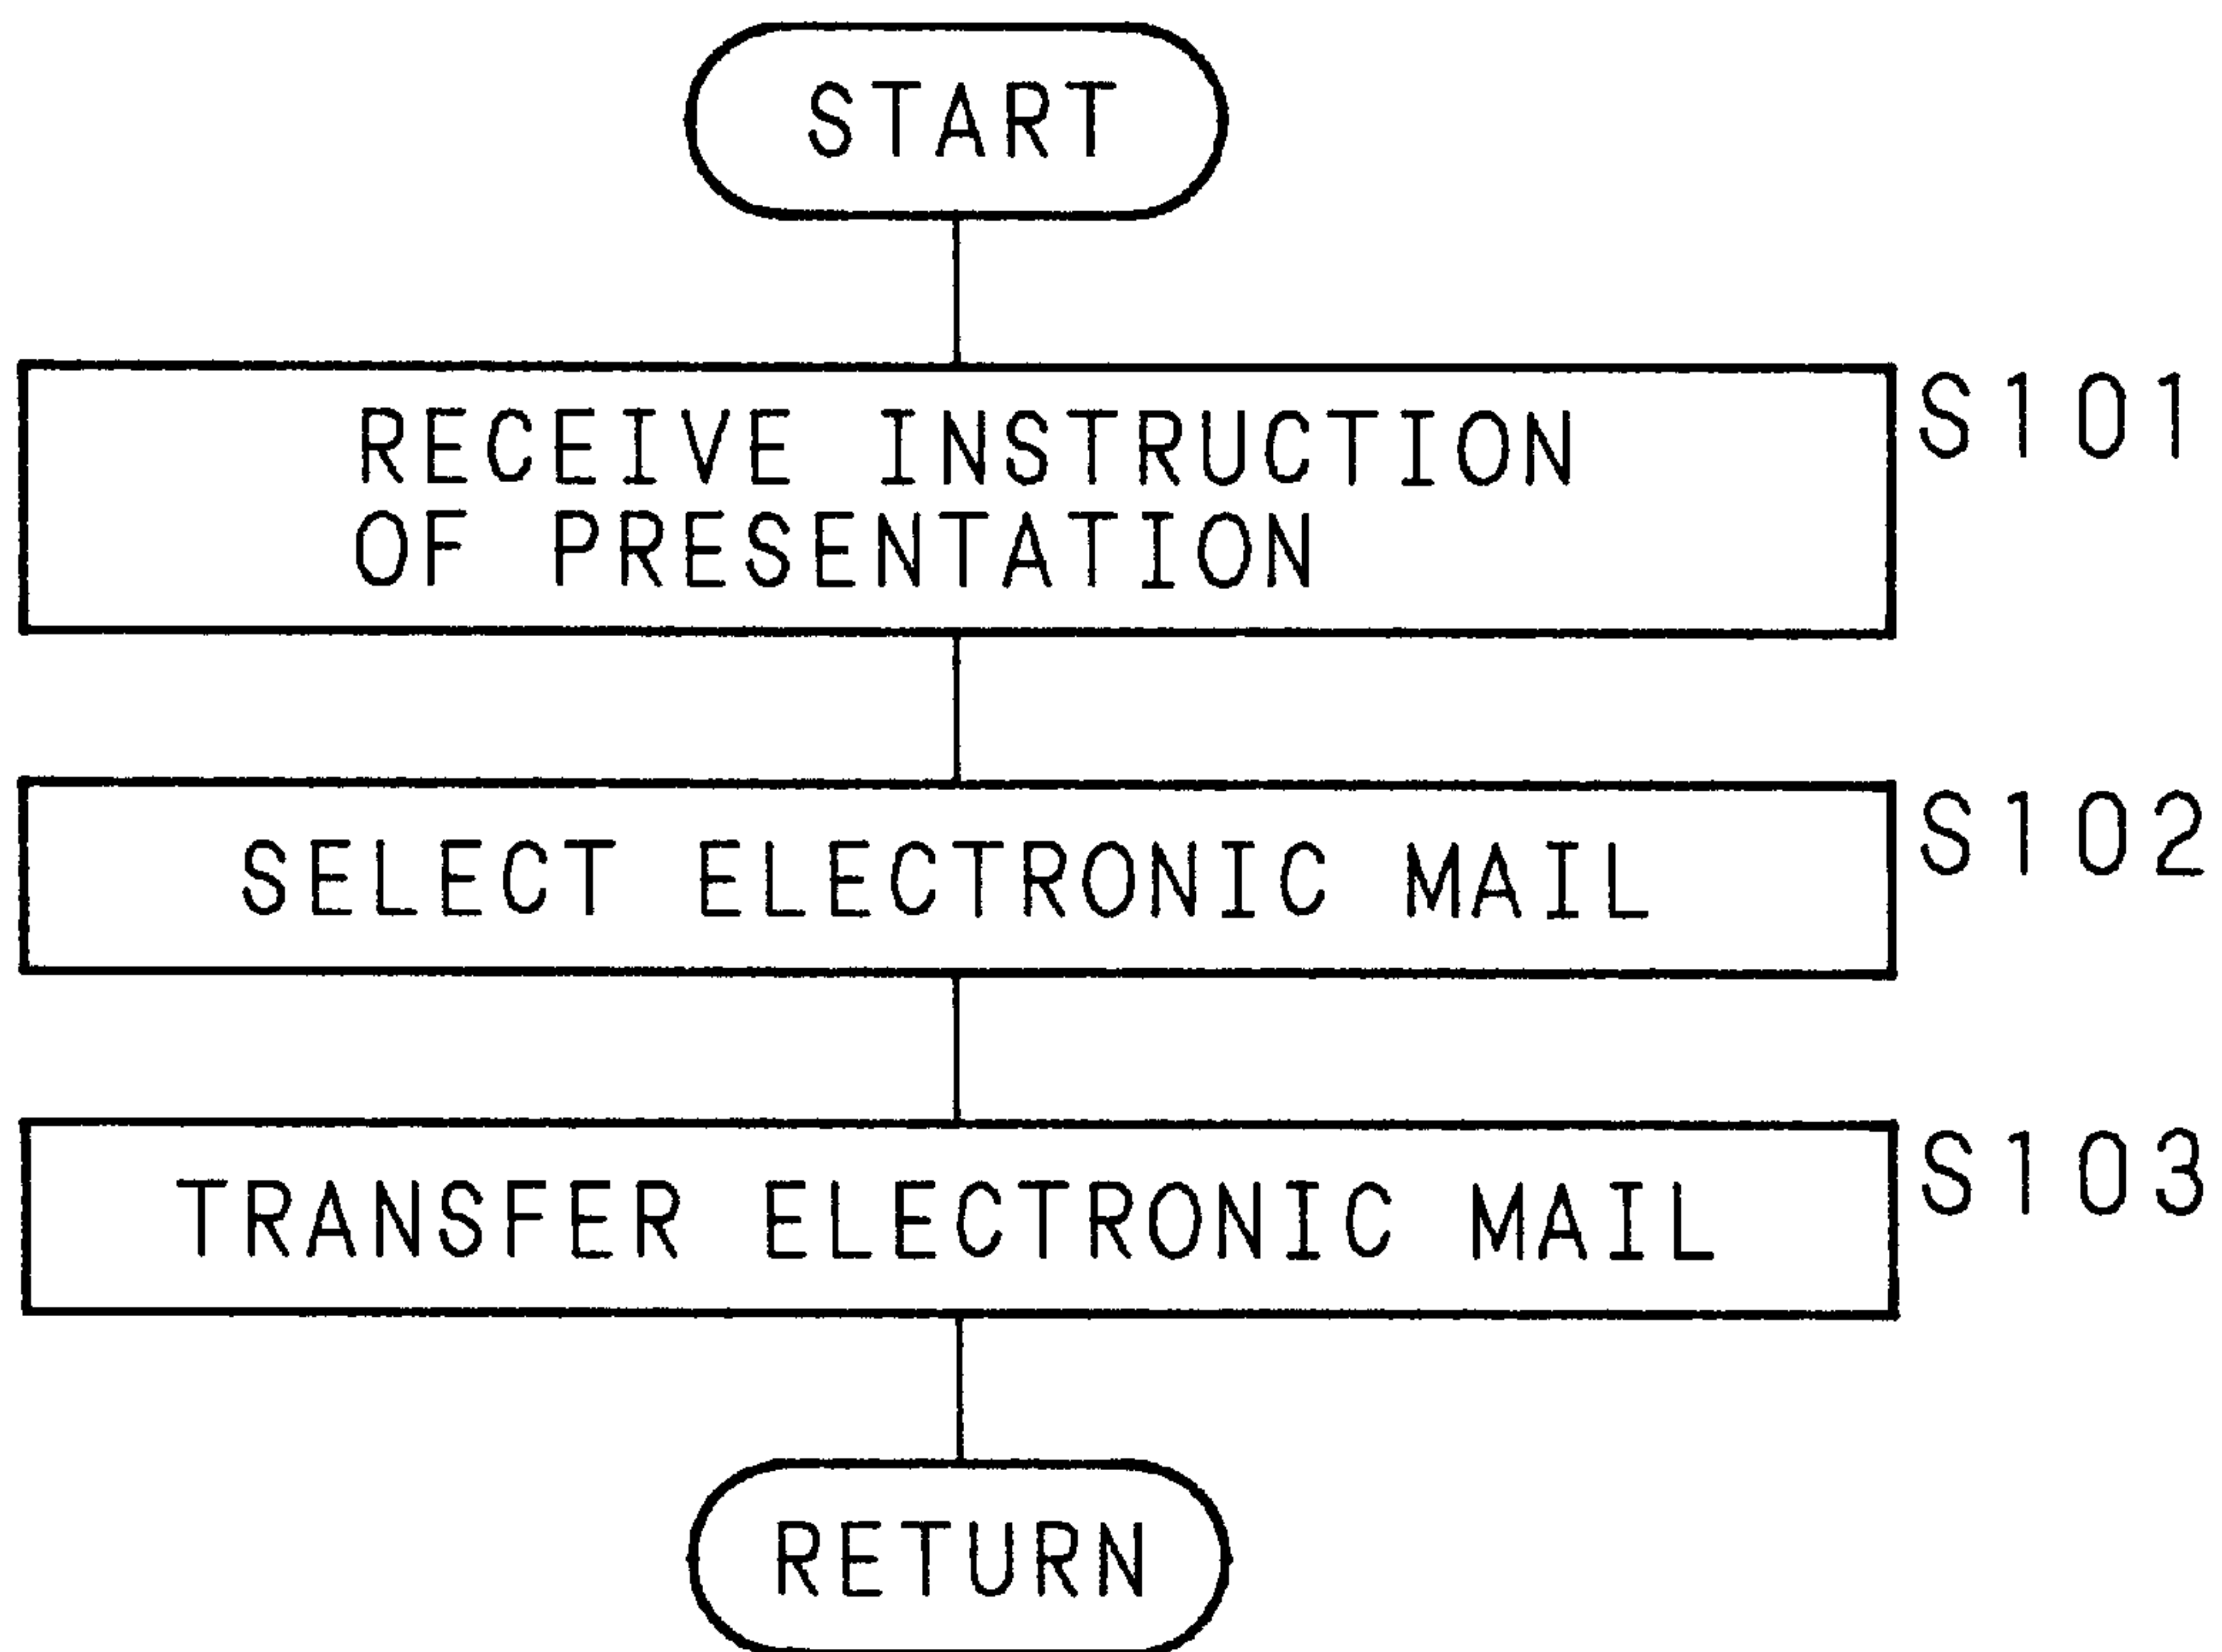 START
RECEIVE INSTRUCTION
OF PRESENTATION
S101
SELECT ELECTRONIC MAIL
S102
TRANSFER ELECTRONIC MAIL
S103
RETURN